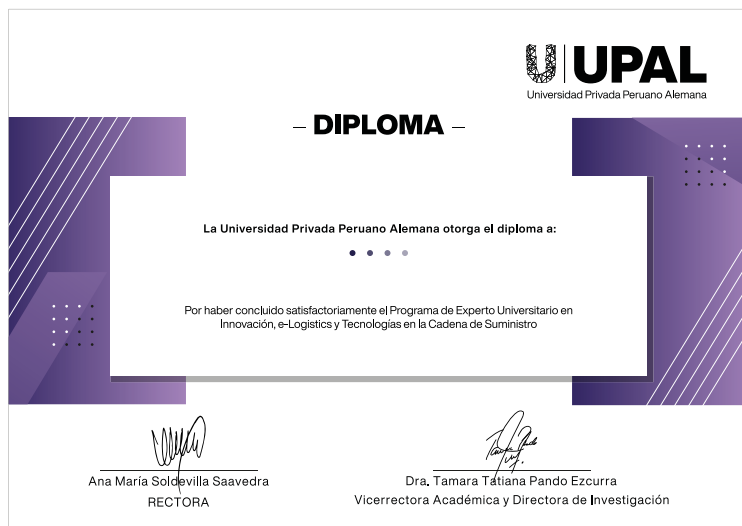 UPAL
Universidad Privada Peruano Alemana
DIPLOMA
La Universidad Privada Peruano Alemana otorga el diploma a:
Por haber concluido satisfactoriamente el Programa de Experto Universitario en
Innovación, e-Logistics y Tecnologías en la Cadena de Suministro
Ana María Soldevilla Saavedra
RECTORA
Dra. Tamara Tatiana Pando Ezcurra
Vicerrectora Académica y Directora de Investigación